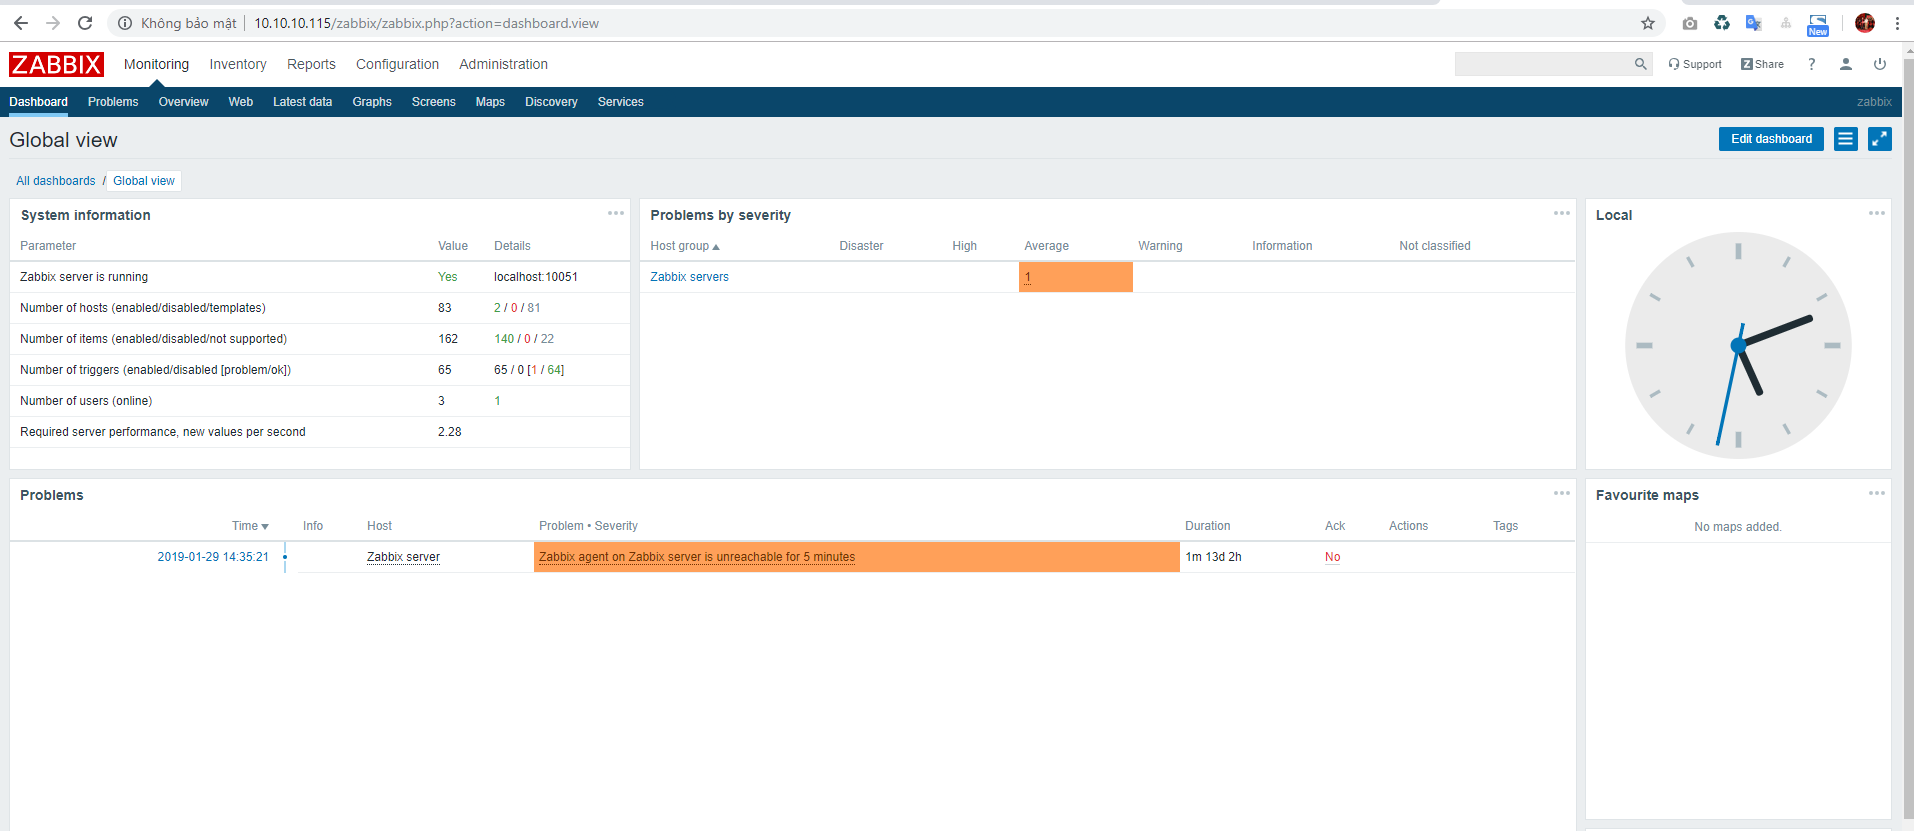 Không bảo mật 10.10.10.115/zabbix/zabbix.php?action=dashboard.view
New
ZABBIX Monitoring Inventory Reports Configuration Administration Support Z Share ?
Dashboard Problems Overview Web Latest data Graphs Screens Maps Discovery Services zabbix
Global view Edit dashboard
All dashboards / Global view
System information
Parameter Value Details
Zabbix server is running Yes localhost:10051
Number of hosts (enabled/disabled/templates) 83 2 / 0 / 81
Number of items (enabled/disabled/not supported) 162 140 / 0 / 22
Number of triggers (enabled/disabled [problem/ok]) 65 65 / 0 [1 / 64]
Number of users (online) 3 1
Required server performance, new values per second 2.28
Problems by severity
Host group Disaster High Average Warning Information Not classified
Zabbix servers 1
Local
Problems
Time Info Host Problem • Severity Duration Ack Actions Tags
2019-01-29 14:35:21 Zabbix server Zabbix agent on Zabbix server is unreachable for 5 minutes 1m 13d 2h No
Favourite maps
No maps added.